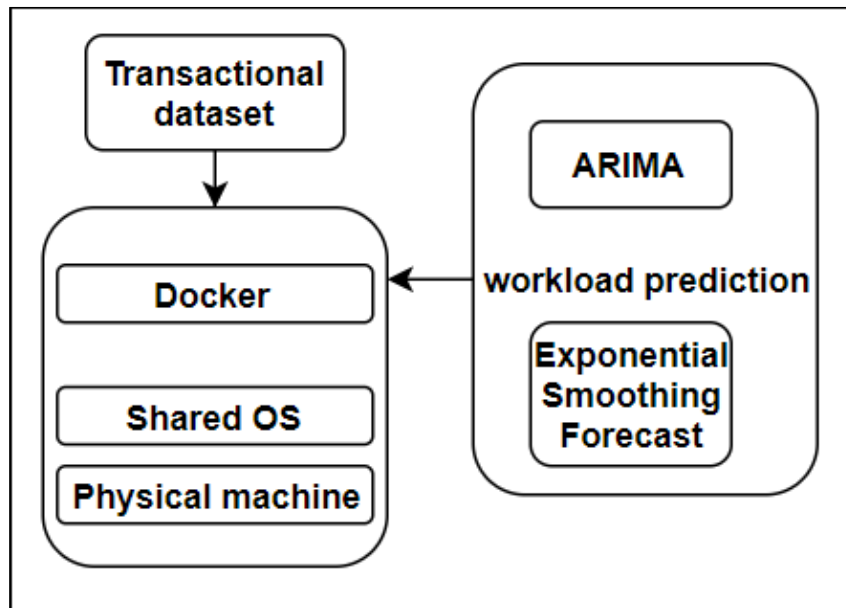 Transactional
dataset
Docker
Shared OS
Physical machine
ARIMA
workload prediction
Exponential
Smoothing
Forecast